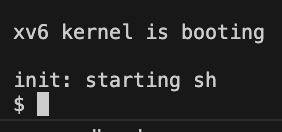 xv6 kernel is booting
init: starting sh
$